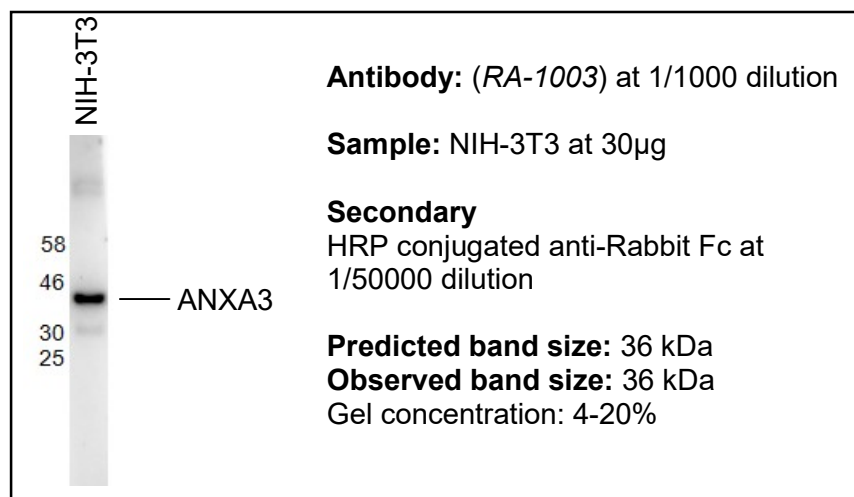 NIH-3T3
58
46
30
25
ANXA3
Antibody: (RA-1003) at 1/1000 dilution
Sample: NIH-3T3 at 30µg
Secondary
HRP conjugated anti-Rabbit Fc at
1/50000 dilution
Predicted band size: 36 kDa
Observed band size: 36 kDa
Gel concentration: 4-20%